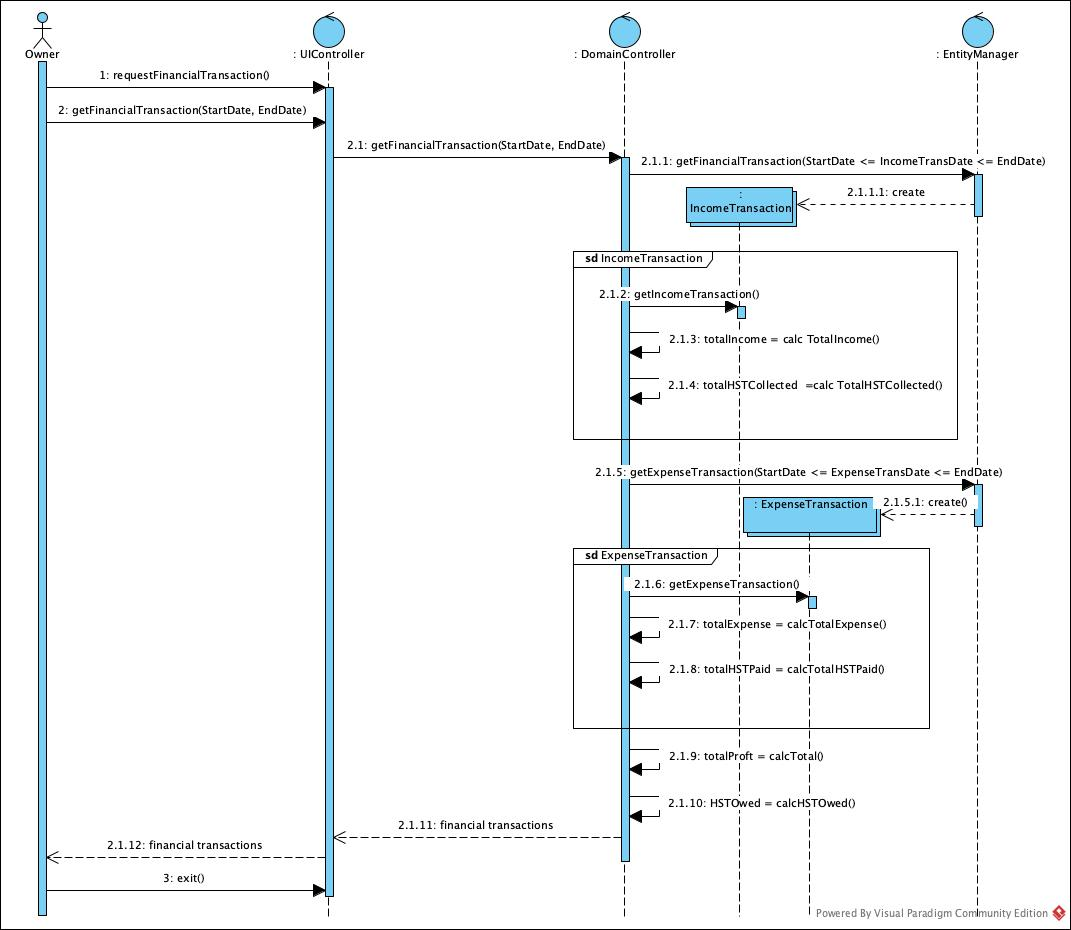 Owner
: UIController
: DomainController
: EntityManager
1: requestFinancialTransaction()
2: getFinancialTransaction(StartDate, EndDate)
2.1: getFinancialTransaction(StartDate, EndDate)
2.1.1: getFinancialTransaction(StartDate <= IncomeTransDate <= EndDate)
2.1.1.1: create
:
IncomeTransaction
sd IncomeTransaction
2.1.2: getIncomeTransaction()
2.1.3: totalIncome = calc TotalIncome()
2.1.4: totalHSTCollected =calc TotalHSTCollected()
2.1.5: getExpenseTransaction(StartDate <= ExpenseTransDate <= EndDate)
: ExpenseTransaction
2.1.5.1: create()
sd ExpenseTransaction
2.1.6: getExpenseTransaction()
2.1.7: totalExpense = calcTotalExpense()
2.1.8: totalHSTPaid = calcTotalHSTPaid()
2.1.9: totalProft = calcTotal()
2.1.10: HSTOwed = calcHSTOwed()
2.1.11: financial transactions
2.1.12: financial transactions
3: exit()
Powered By Visual Paradigm Community Edition